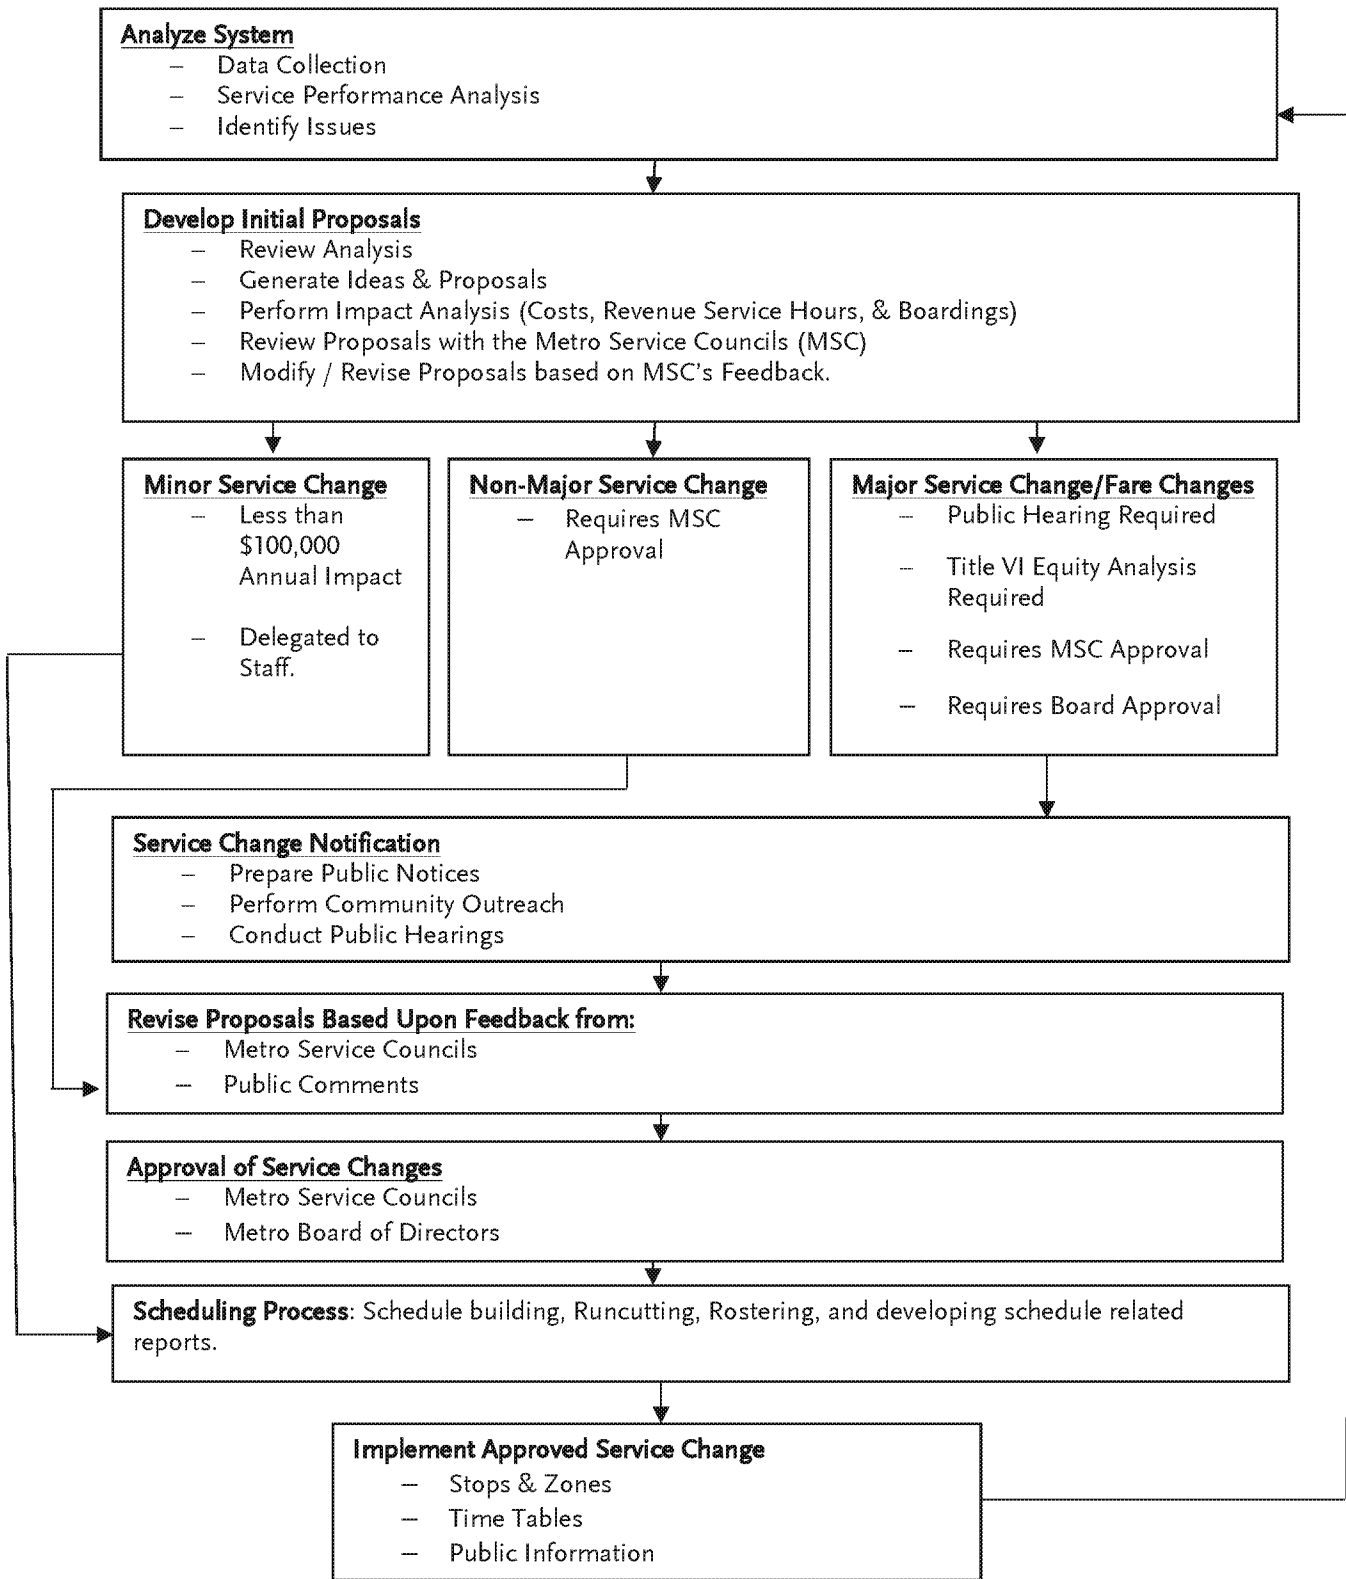 Analyze System
– Data Collection
– Service Performance Analysis
– Identify Issues
Develop Initial Proposals
– Review Analysis
– Generate Ideas & Proposals
– Perform Impact Analysis (Costs, Revenue Service Hours, & Boardings)
– Review Proposals with the Metro Service Councils (MSC)
– Modify / Revise Proposals based on MSC's Feedback.
Minor Service Change
– Less than
$100,000
Annual Impact
– Delegated to
Staff.
Non-Major Service Change
– Requires MSC
Approval
Major Service Change/Fare Changes
– Public Hearing Required
– Title VI Equity Analysis
Required
– Requires MSC Approval
– Requires Board Approval
Service Change Notification
– Prepare Public Notices
– Perform Community Outreach
– Conduct Public Hearings
Revise Proposals Based Upon Feedback from:
– Metro Service Councils
– Public Comments
Approval of Service Changes
– Metro Service Councils
– Metro Board of Directors
Scheduling Process: Schedule building, Runcutting, Rostering, and developing schedule related
reports.
Implement Approved Service Change
– Stops & Zones
– Time Tables
– Public Information